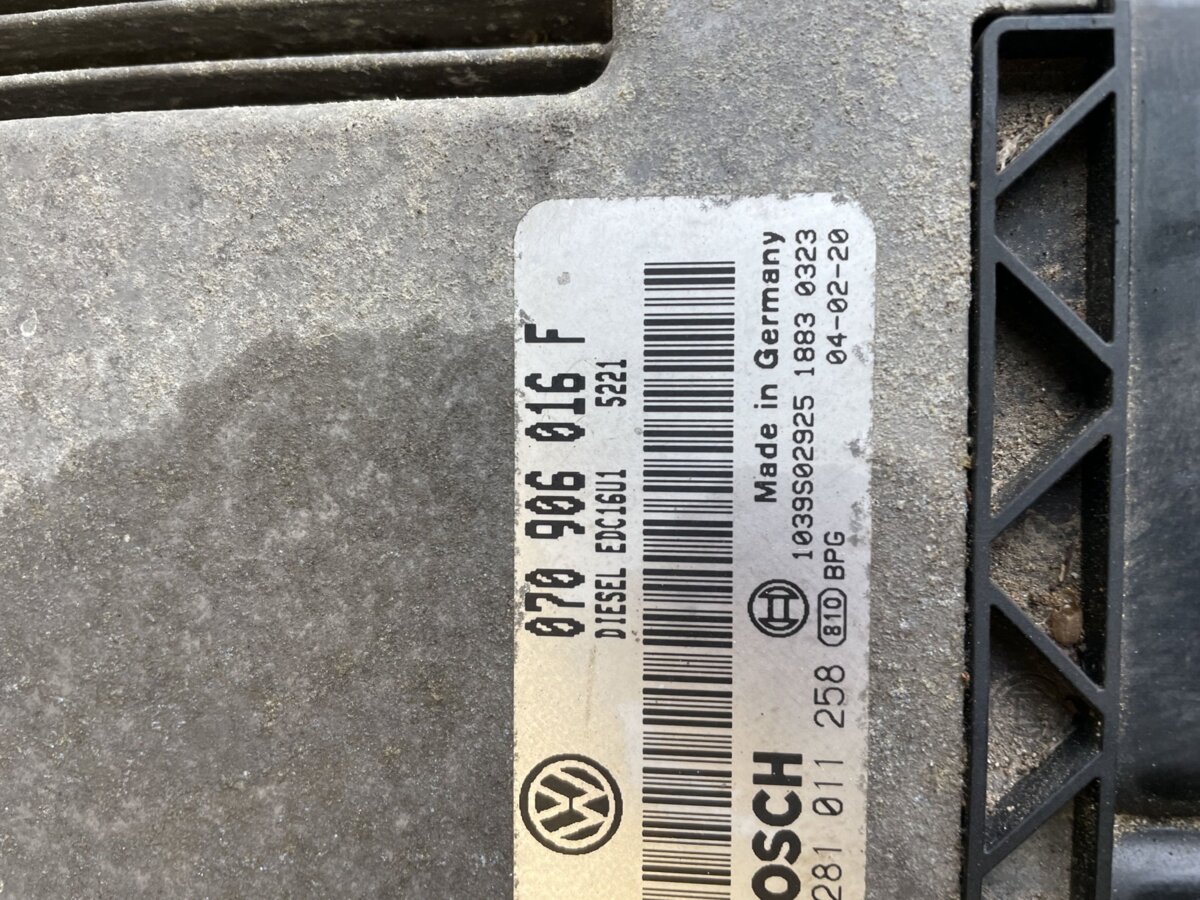 070 906 016 F
DIESEL EDC16U1 5221
Made in Germany
OSCH
1039S02925 1883 0323
281 011 258 810 BPG 04-02-20